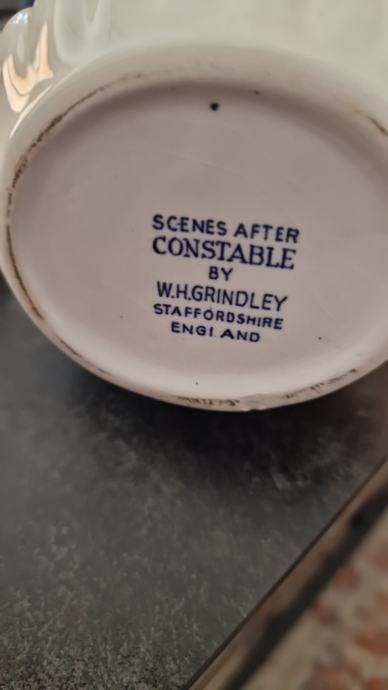 SCENES AFTER
CONSTABLE
BY
W.H.GRINDLEY
STAFFORDSHIRE
ENGLAND